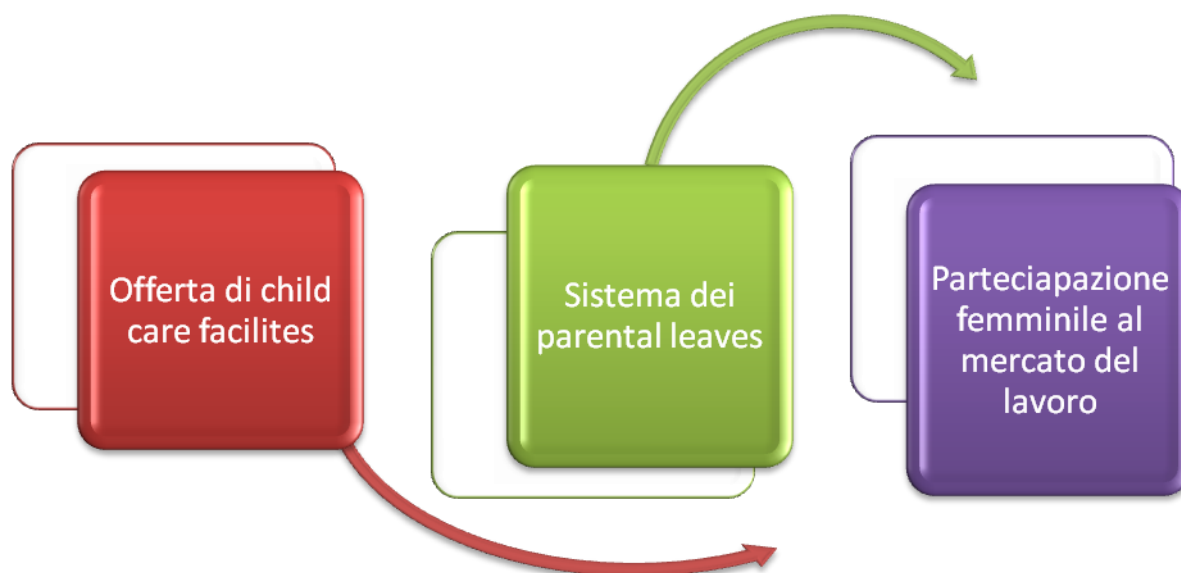 Offerta di child
care facilites
Sistema dei
parental leaves
Parteciapazione
femminile al
mercato del
lavoro